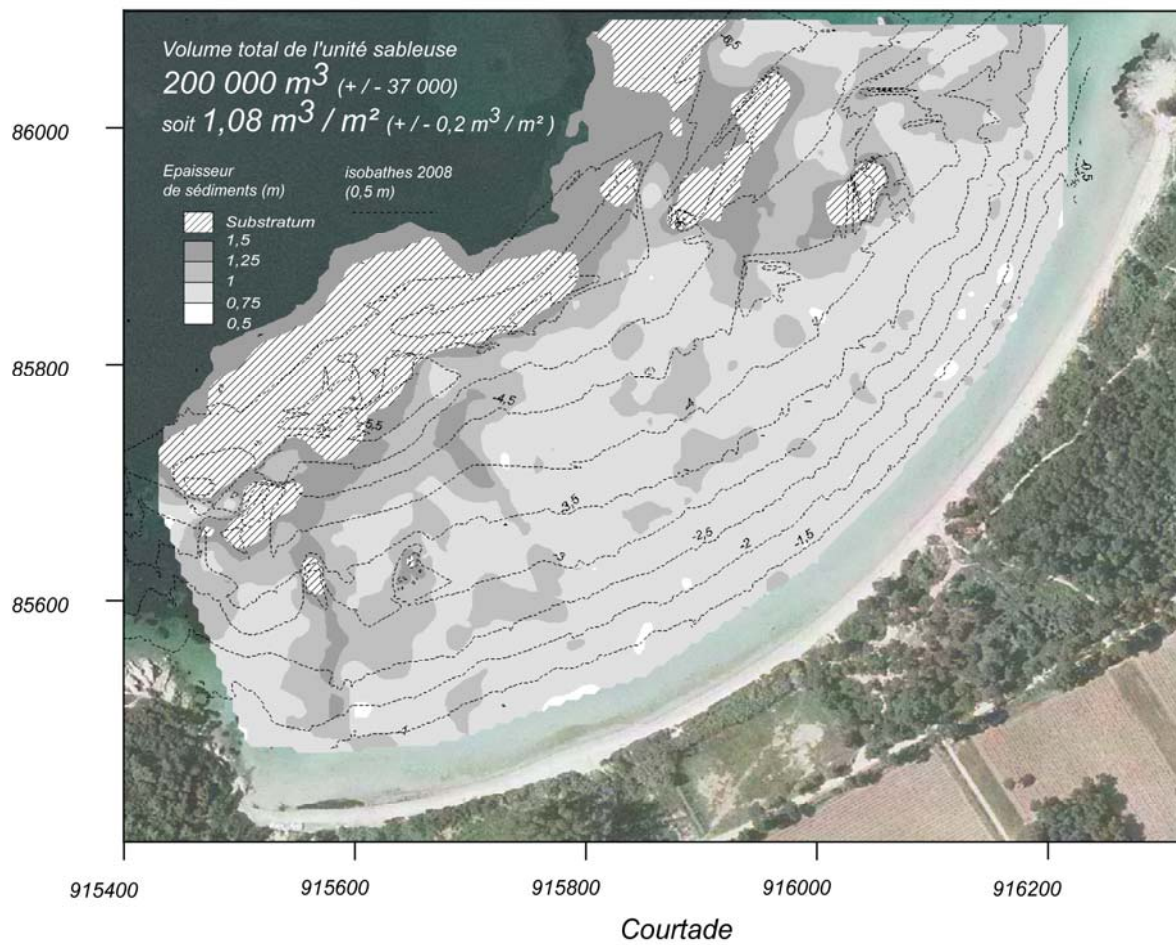 Volume total de l'unité sableuse
200 000 m³ (+ / - 37 000)
soit 1,08 m³ / m² (+ / - 0,2 m³ / m² )
Epaisseur
de sédiments (m)
isobathes 2008
(0,5 m)
Substratum
1,5
1,25
1
0,75
0,5
86000
85800
85600
-6,5
-0,5
-4,5
-5,5
-4
-3,5
-3
-2,5
-2
-1,5
915400
915600
915800
916000
916200
Courtade